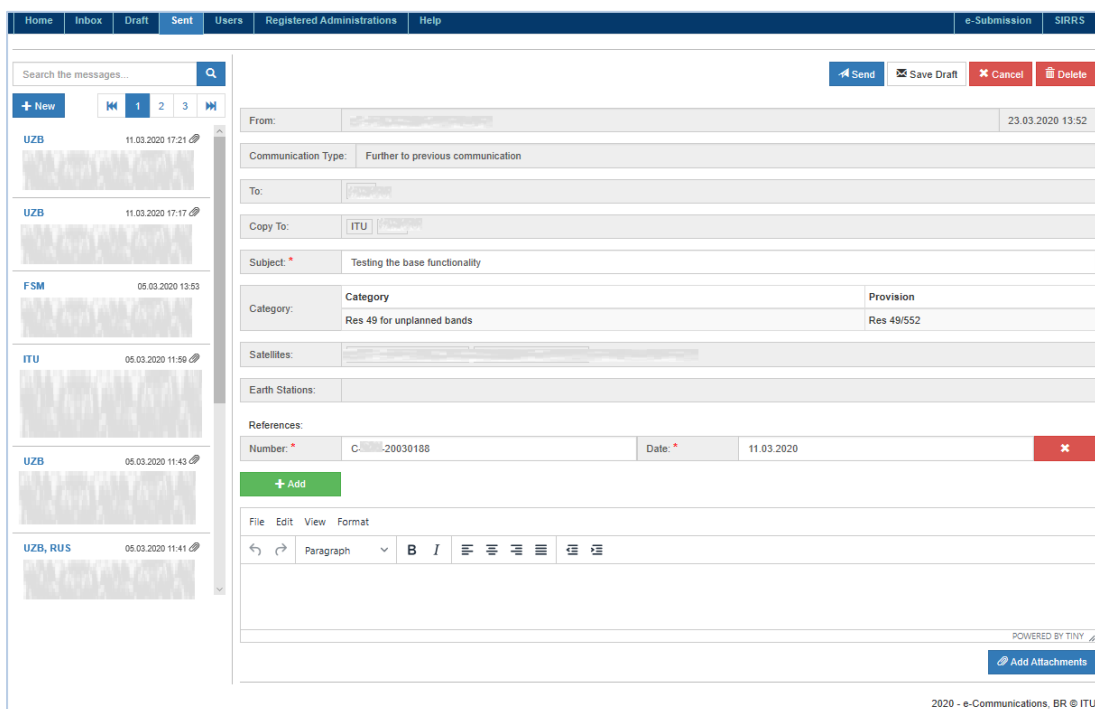 Home Inbox Draft Sent Users Registered Administrations Help e-Submission SIRRS
Search the messages...
+ New 1 2 3
UZB 11.03.2020 17:21
UZB 11.03.2020 17:17
FSM 05.03.2020 13:53
ITU 05.03.2020 11:59
UZB 05.03.2020 11:43
UZB, RUS 05.03.2020 11:41
Send Save Draft Cancel Delete
From: 23.03.2020 13:52
Communication Type: Further to previous communication
To:
Copy To: ITU
Subject: * Testing the base functionality
Category: Category Provision
Res 49 for unplanned bands Res 49/552
Satellites:
Earth Stations:
References:
Number: * C- -20030188 Date: * 11.03.2020
+ Add
File Edit View Format
Paragraph B I
POWERED BY TINY
Add Attachments
2020 - e-Communications, BR © ITU